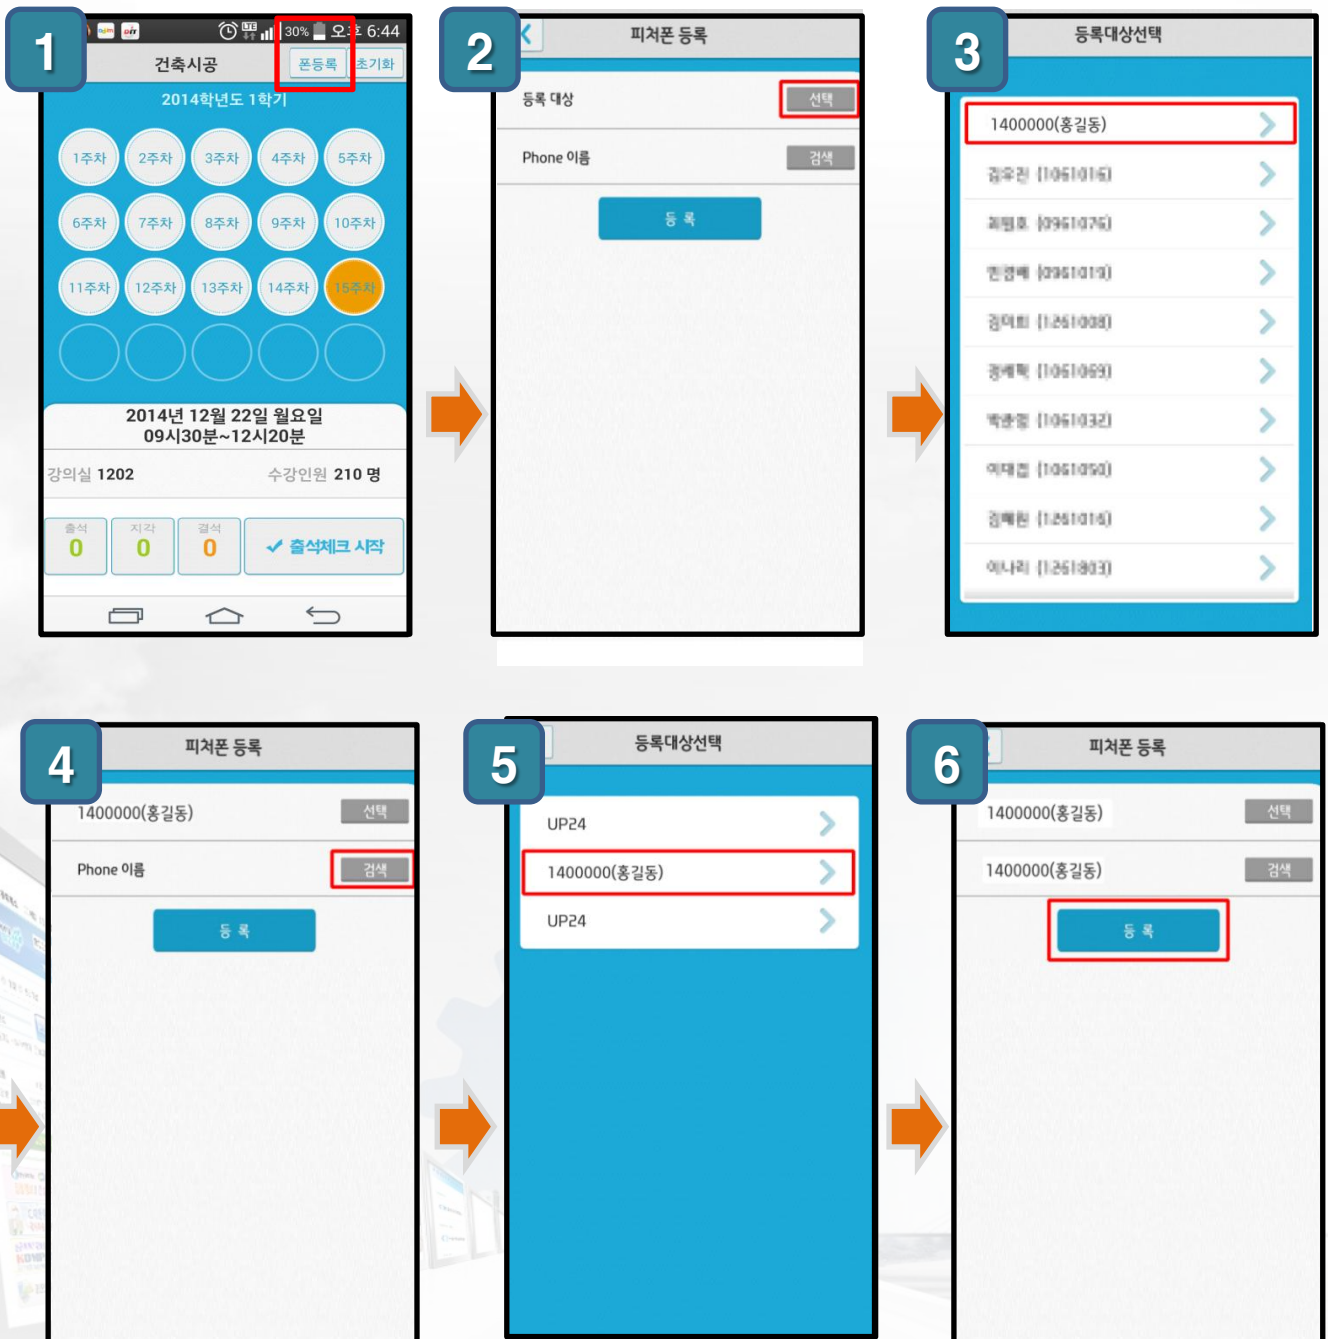 1
30% 오후 6:44
건축시공
폰등록
초기화
2014학년도 1학기
1주차 2주차 3주차 4주차 5주차
6주차 7주차 8주차 9주차 10주차
11주차 12주차 13주차 14주차 15주차
2014년 12월 22일 월요일
09시30분~12시20분
강의실 1202
수강인원 210 명
출석 지각 결석
0 0 0
출석체크 시작
2
피처폰 등록
등록 대상
선택
Phone 이름
검색
등 록
3
등록대상선택
1400000(홍길동)
4
피처폰 등록
1400000(홍길동)
선택
Phone 이름
검색
등 록
5
등록대상선택
UP24
1400000(홍길동)
UP24
6
피처폰 등록
1400000(홍길동)
선택
1400000(홍길동)
검색
등 록